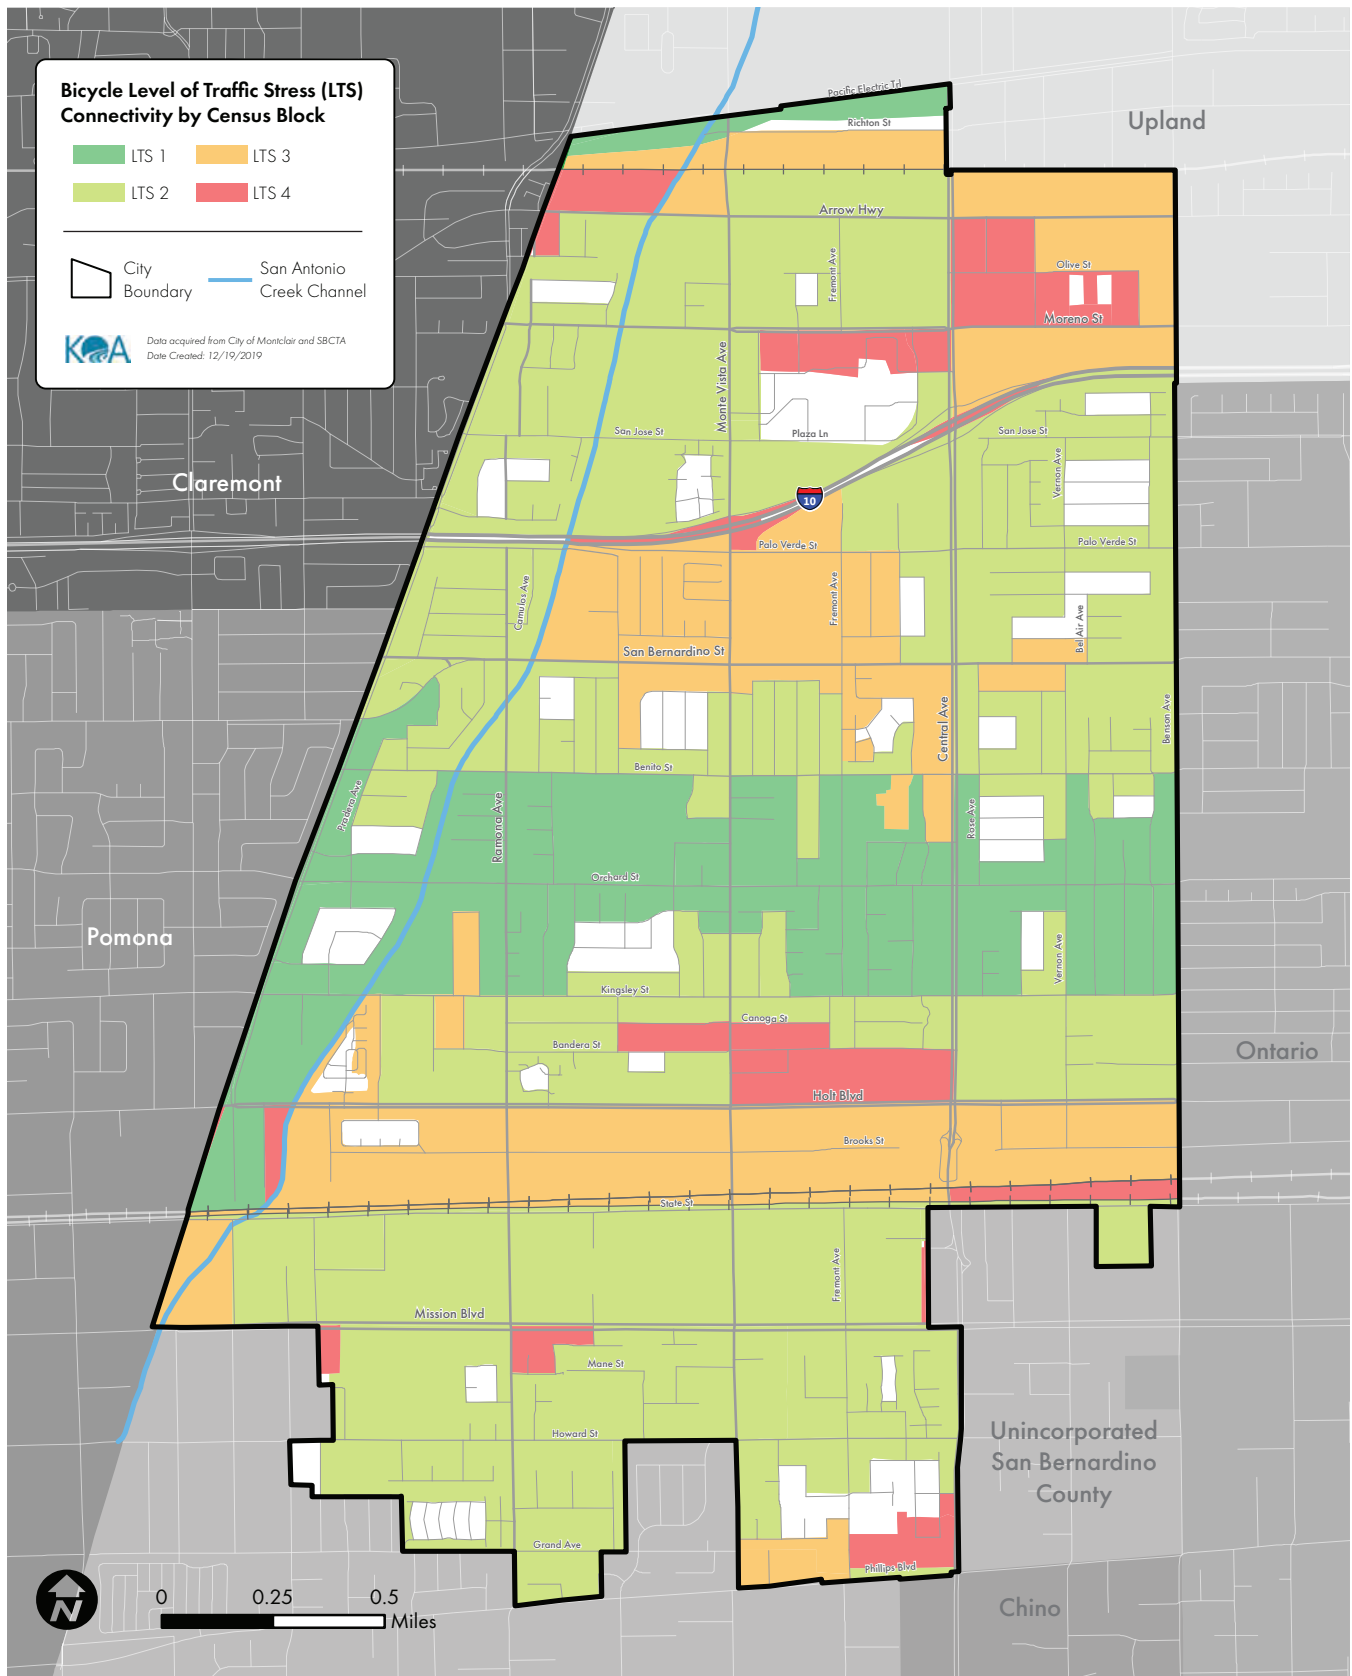 Bicycle Level of Traffic Stress (LTS)
Connectivity by Census Block
LTS 1
LTS 3
LTS 2
LTS 4
City
Boundary
San Antonio
Creek Channel
KOA
Data acquired from City of Montclair and SBCTA
Date Created: 12/19/2019
Pacific Electric Trl
Richton St
Upland
Arrow Hwy
Fremont Ave
Olive St
Moreno St
Monte Vista Ave
San Jose St
Plaza Ln
San Jose St
Vernon Ave
Claremont
10
Palo Verde St
Palo Verde St
Camulos Ave
Fremont Ave
Bel Air Ave
San Bernardino St
Central Ave
Benson Ave
Benito St
Pradera Ave
Ramona Ave
Rose Ave
Orchard St
Pomona
Vernon Ave
Kingsley St
Canoga St
Bandera St
Ontario
Holt Blvd
Brooks St
State St
Fremont Ave
Mission Blvd
Mane St
Howard St
Unincorporated
San Bernardino
County
Grand Ave
Phillips Blvd
N
0
0.25
0.5
Miles
Chino